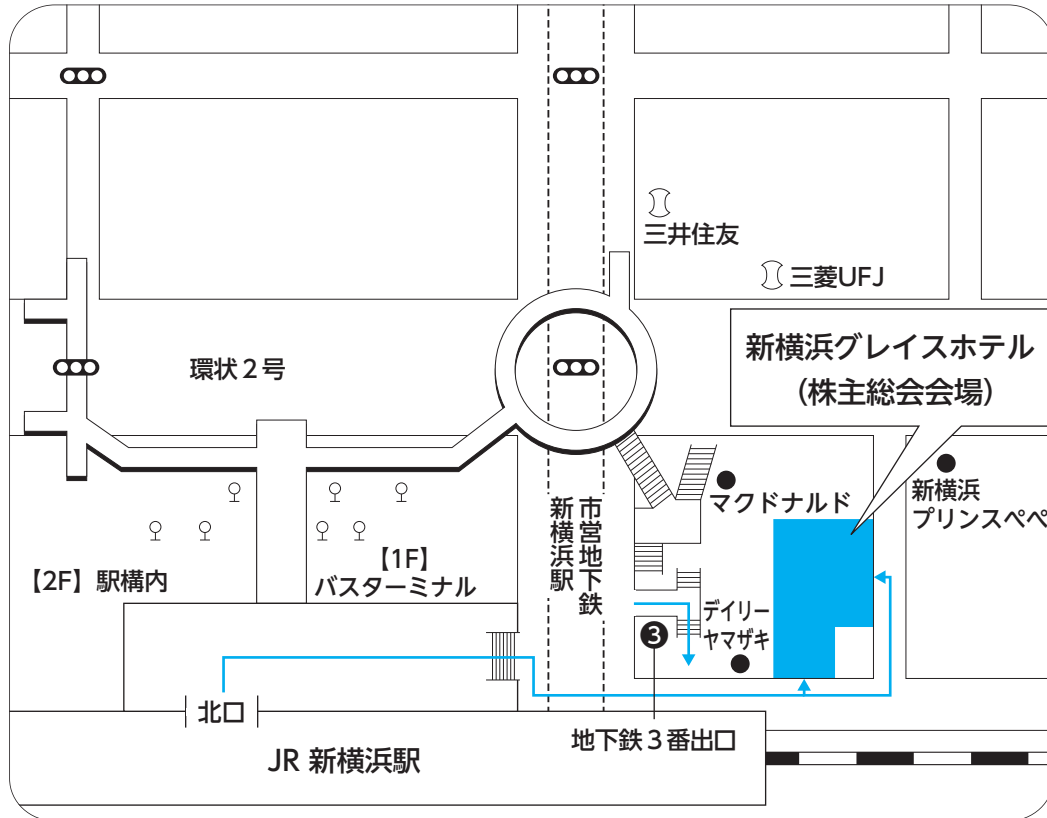 三井住友
三菱UFJ
新横浜グレイスホテル
(株主総会会場)
環状2号
マクドナルド
新横浜
プリンスペペ
市営地下鉄
新横浜駅
【2F】駅構内
【1F】
バスターミナル
デイリー
ヤマザキ
3
北口
地下鉄3番出口
JR 新横浜駅